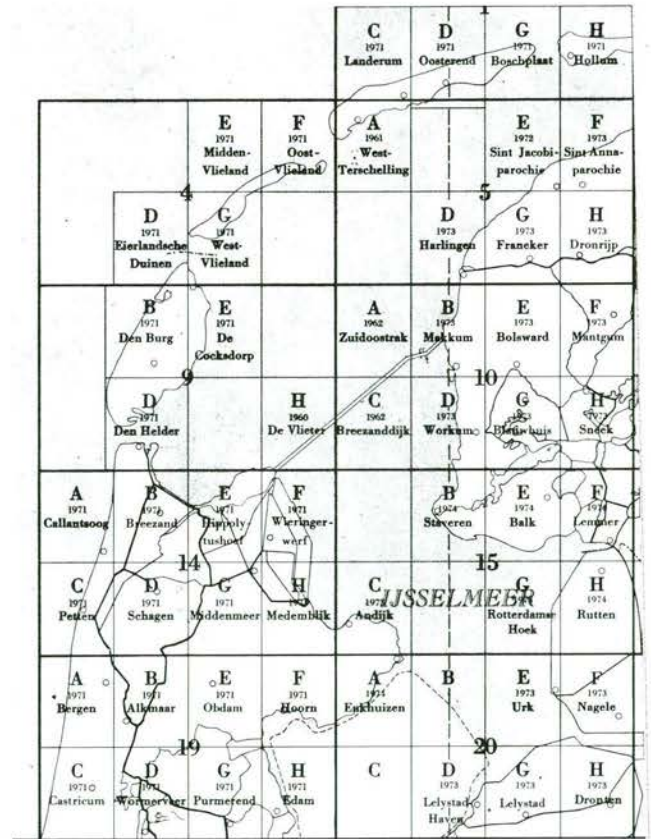 1
C D G H
1971 1971 1971 1971
Landerum Oosterend Boschplaat Hollum
E F A E F
1971 1971 1961 1972 1973
Midden- Oost- West- Sint Jacobi- Sint Anna-
Vlieland Vlieland Terschelling parochie parochie
4 5
D G D G H
1971 1971 1973 1973 1973
Eierlandsche West- Harlingen Franeker Dronrijp
Duinen Vlieland
B E A B E F
1971 1971 1962 1973 1973 1973
Den Burg De Zuidoostrak Makkum Bolsward Mantgum
Cocksdorp
9 10
D H C D G H
1971 1960 1962 1973 1973 1973
Den Helder De Vlieter Breezanddijk Workum Blauwhuis Sneek
A B E F B E F
1971 1971 1971 1971 1974 1974 1974
Callantsoog Breezand Hippoly- Wieringer- Staveren Balk Lemmer
tushoef werf
14 15
IJSSELMEER
C D G H C G H
1971 1971 1971 1974
Petten Schagen Middenmeer Medemblik Andijk Rotterdamse Rutten
Hoek
A B E F A B E F
1971 1971 1971 1971 1973 1973
Bergen Alkmaar Obdam Hoorn Enkhuizen Urk Nagele
19 20
C D G H C D G H
1971 1971 1971 1971 1973 1973 1973
Castricum Wormerveer Purmerend Edam Lelystad- Lelystad Dronten
Haven